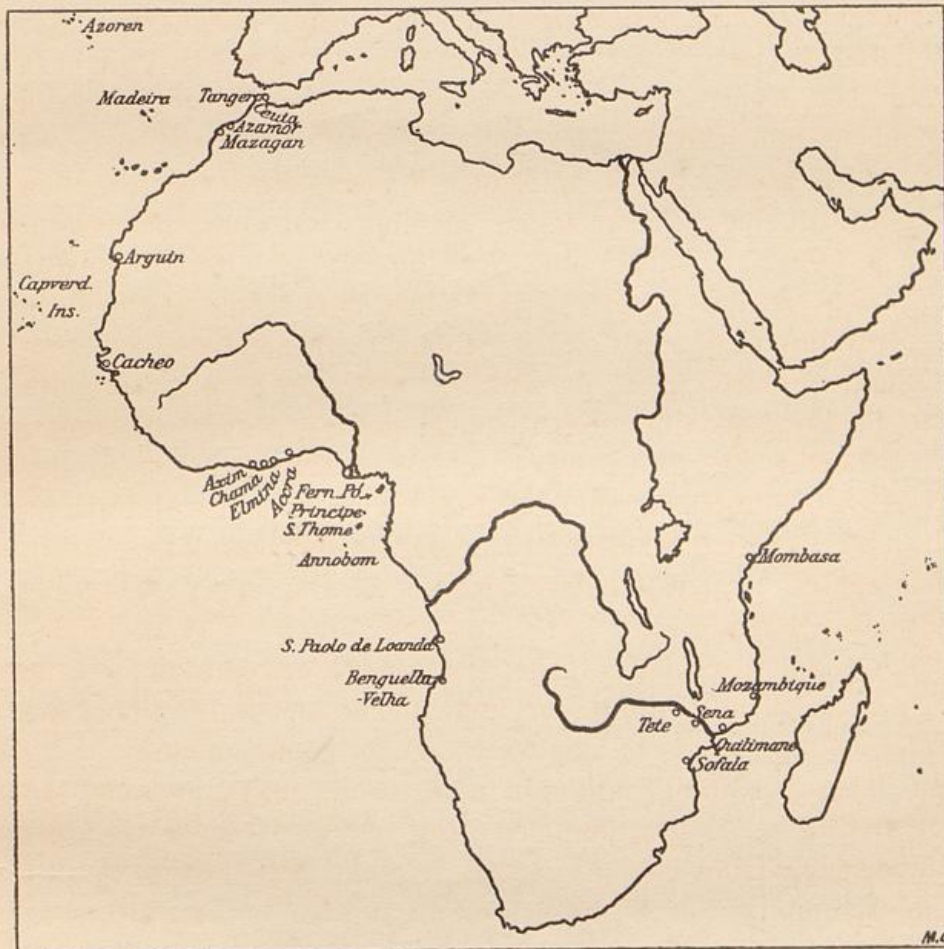 Azoren
Madeira
Tanger
Ceuta
Azamor
Mazagan
Arguin
Capverd.
Ins.
Cacheo
Axim
Chama
Elmina
Accra
Fern. Pó
Principe
S. Thome
Annobom
Mombasa
S. Paolo de Loanda
Benguella
-Velha
Mozambique
Sena
Tete
Quilimane
Sofala